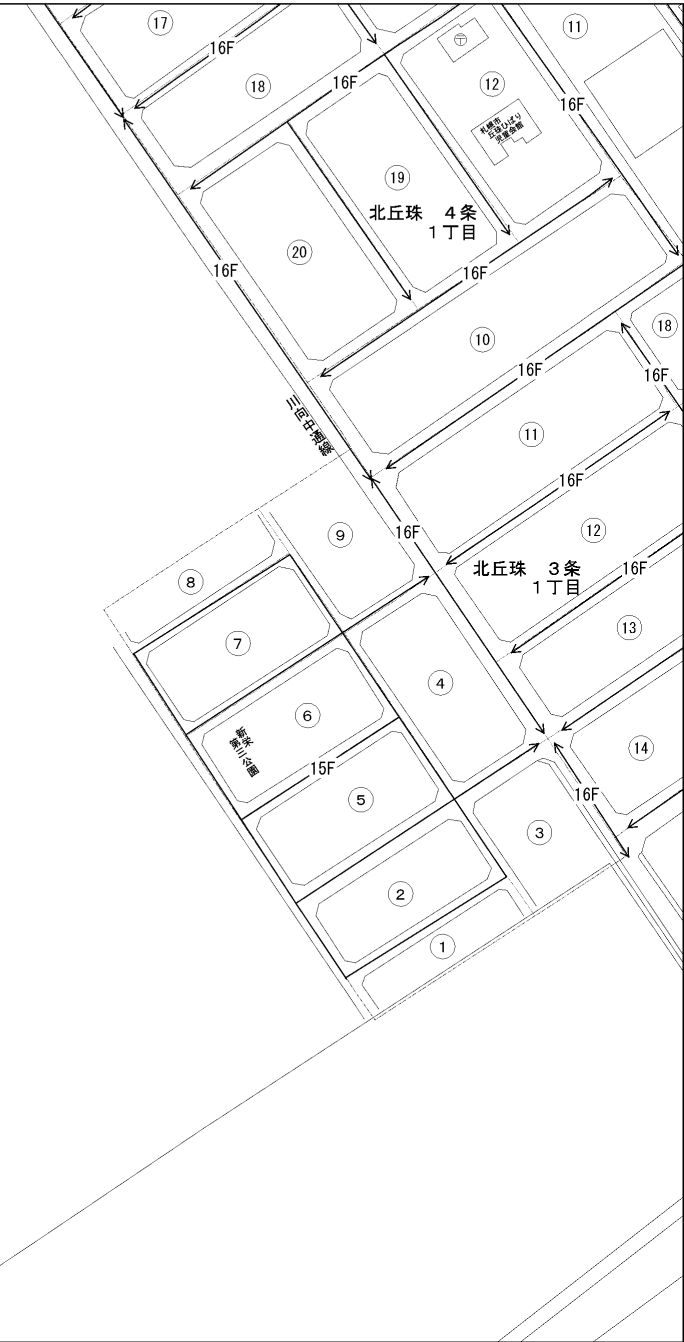 ⑰
16F
⑱
16F
〒
⑫
札幌市
丘珠ひばり
児童会館
⑪
16F
⑲
北丘珠　4条
1丁目
⑳
16F
16F
⑩
⑱
16F
16F
川向中通線
⑪
16F
⑨
16F
⑫
北丘珠　3条
1丁目
16F
⑧
⑦
⑬
④
⑥
新栄
第三公園
15F
⑭
16F
⑤
③
②
①